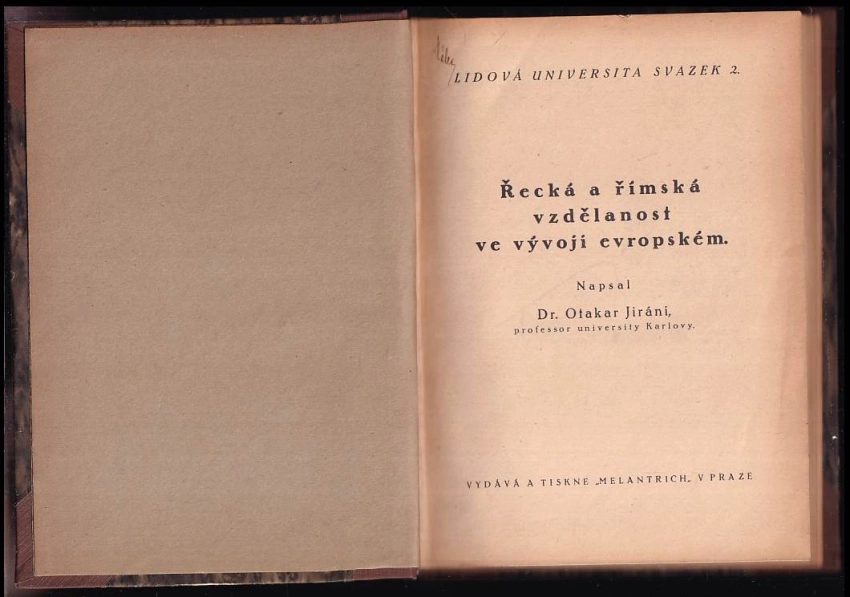 LIDOVÁ UNIVERSITA SVAZEK 2.
Řecká a římská
vzdělanost
ve vývoji evropském.
Napsal
Dr. Otakar Jiráni,
professor university Karlovy.
VYDÁVÁ A TISKNE „MELANTRICH„ V PRAZE